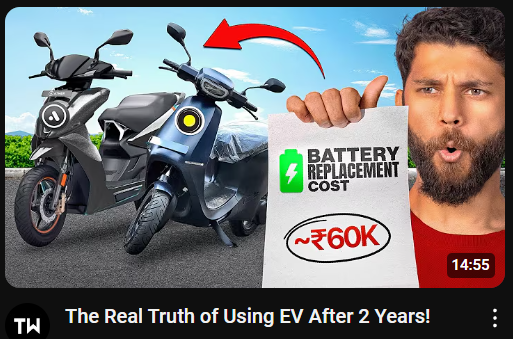 BATTERY
REPLACEMENT
COST
~₹60K
14:55
TW
The Real Truth of Using EV After 2 Years!